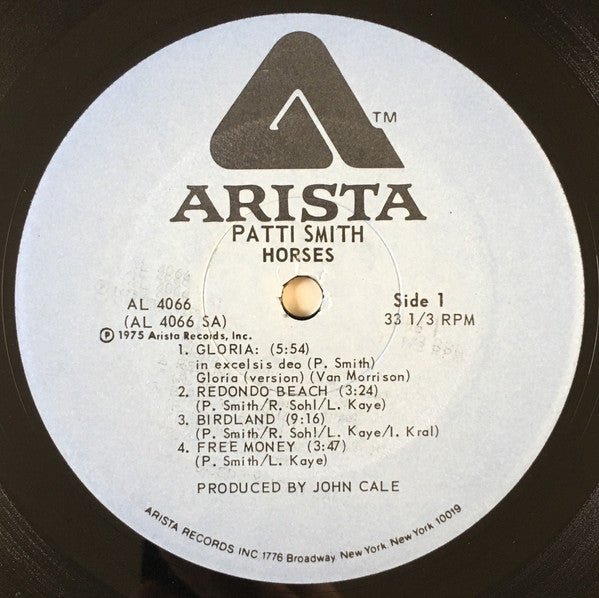 TM
ARISTA
PATTI SMITH
HORSES
AL 4066
(AL 4066 SA)
℗ 1975 Arista Records, Inc.
Side 1
33 1/3 RPM
1. GLORIA: (5:54)
in excelsis deo (P. Smith)
Gloria (version) (Van Morrison)
2. REDONDO BEACH (3:24)
(P. Smith/R. Sohl/L. Kaye)
3. BIRDLAND (9:16)
(P. Smith/R. Sohl/L. Kaye/I. Kral)
4. FREE MONEY (3:47)
(P. Smith/L. Kaye)
PRODUCED BY JOHN CALE
ARISTA RECORDS INC 1776 Broadway, New York, New York 10019